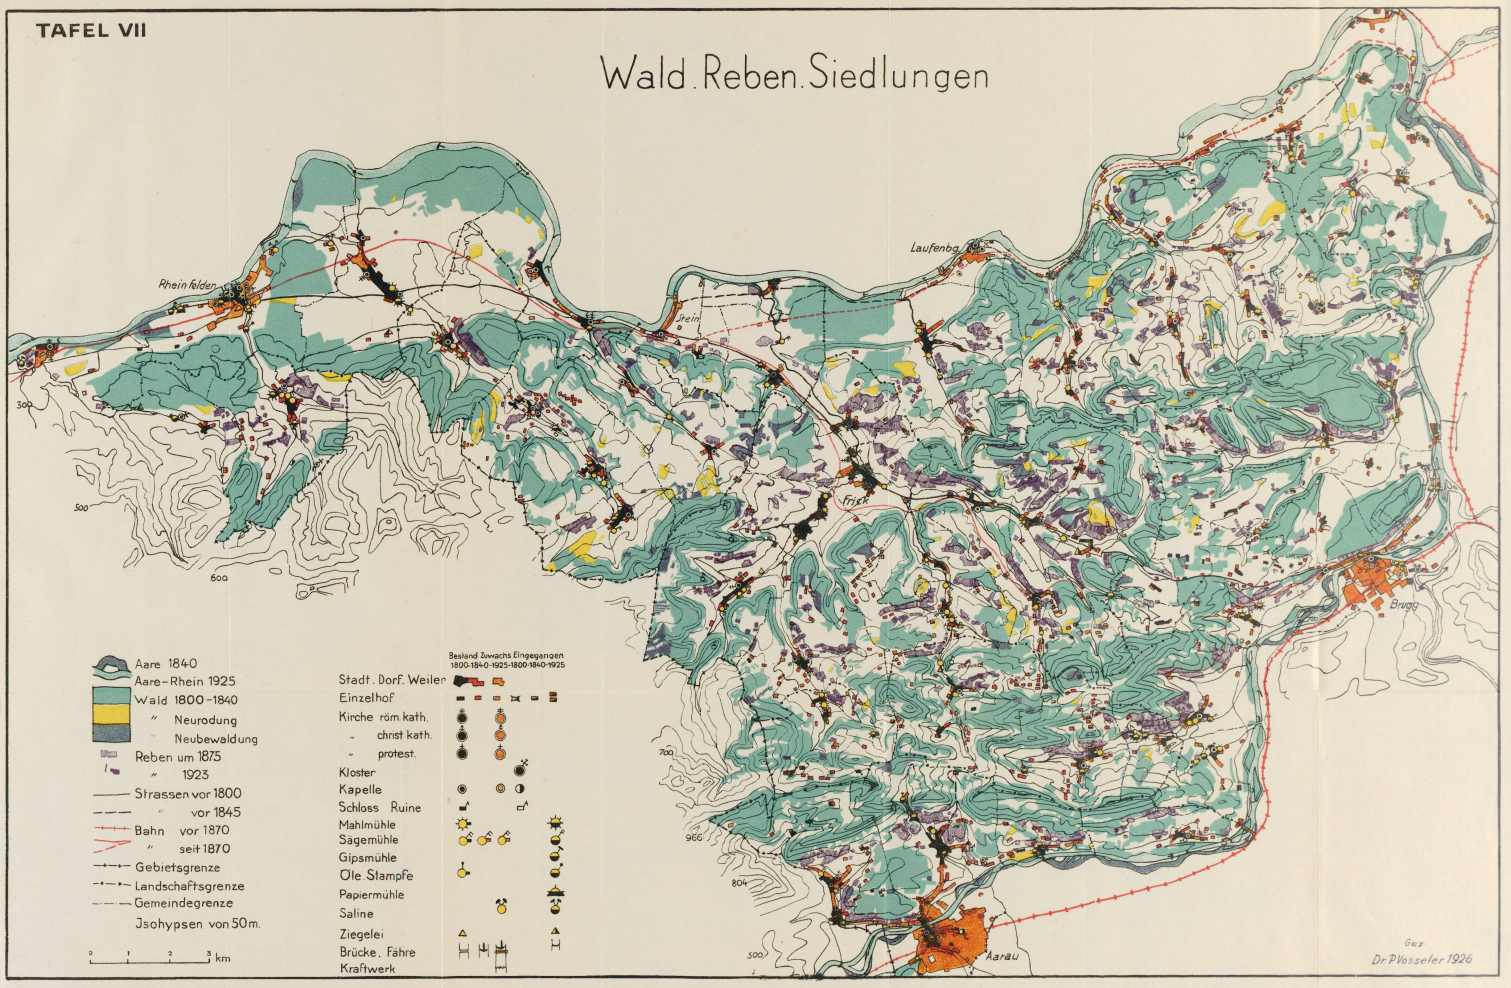 TAFEL VII
Wald. Reben. Siedlungen
Laufenbg.
Rheinfelden
Stein
300
Frick
500
600
Brugg
700
966
804
500
Aarau
Aare 1840
Aare-Rhein 1925
Wald 1800-1840
" Neurodung
" Neubewaldung
Reben um 1875
" 1923
Strassen vor 1800
" vor 1845
Bahn vor 1870
" seit 1870
Gebietsgrenze
Landschaftsgrenze
Gemeindegrenze
Jsohypsen von 50 m.
0 1 2 3 km
Bestand Zuwachs Eingegangen
1800-1840-1925-1800-1840-1925
Stadt. Dorf. Weiler
Einzelhof
Kirche röm. kath.
" christ kath.
" protest.
Kloster
Kapelle
Schloss Ruine
Mahlmühle
Sägemühle
Gipsmühle
Öle. Stampfe
Papiermühle
Saline
Ziegelei
Brücke, Fähre
Kraftwerk
Gez.
Dr. P. Vosseler 1926